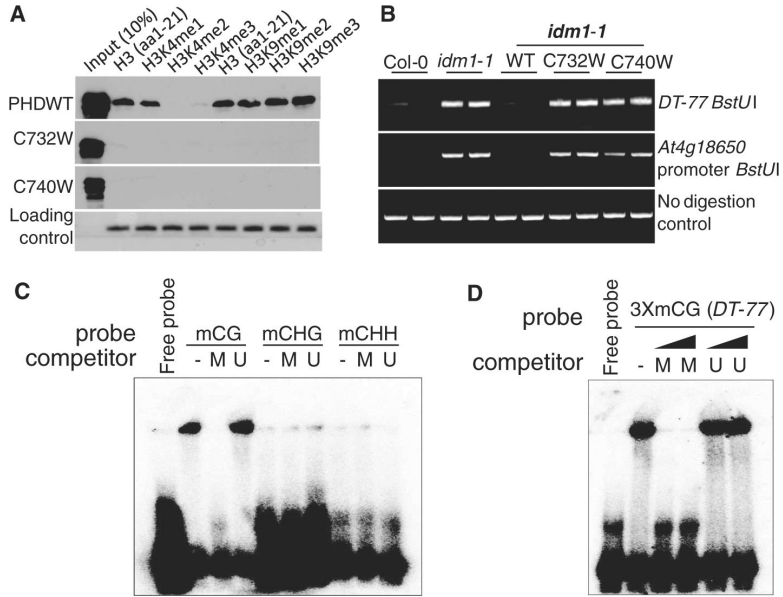 A
Input (10%)
H3 (aa1-21)
H3K4me1
H3K4me2
H3K4me3
H3 (aa1-21)
H3K9me1
H3K9me2
H3K9me3
PHDWT
C732W
C740W
Loading
control
B
idm1-1
Col-0 idm1-1 WT C732W C740W
DT-77 BstUI
At4g18650
promoter BstUI
No digestion
control
C
Free probe
probe mCG mCHG mCHH
competitor - M U - M U - M U
D
Free probe
probe 3XmCG (DT-77)
competitor - M M U U